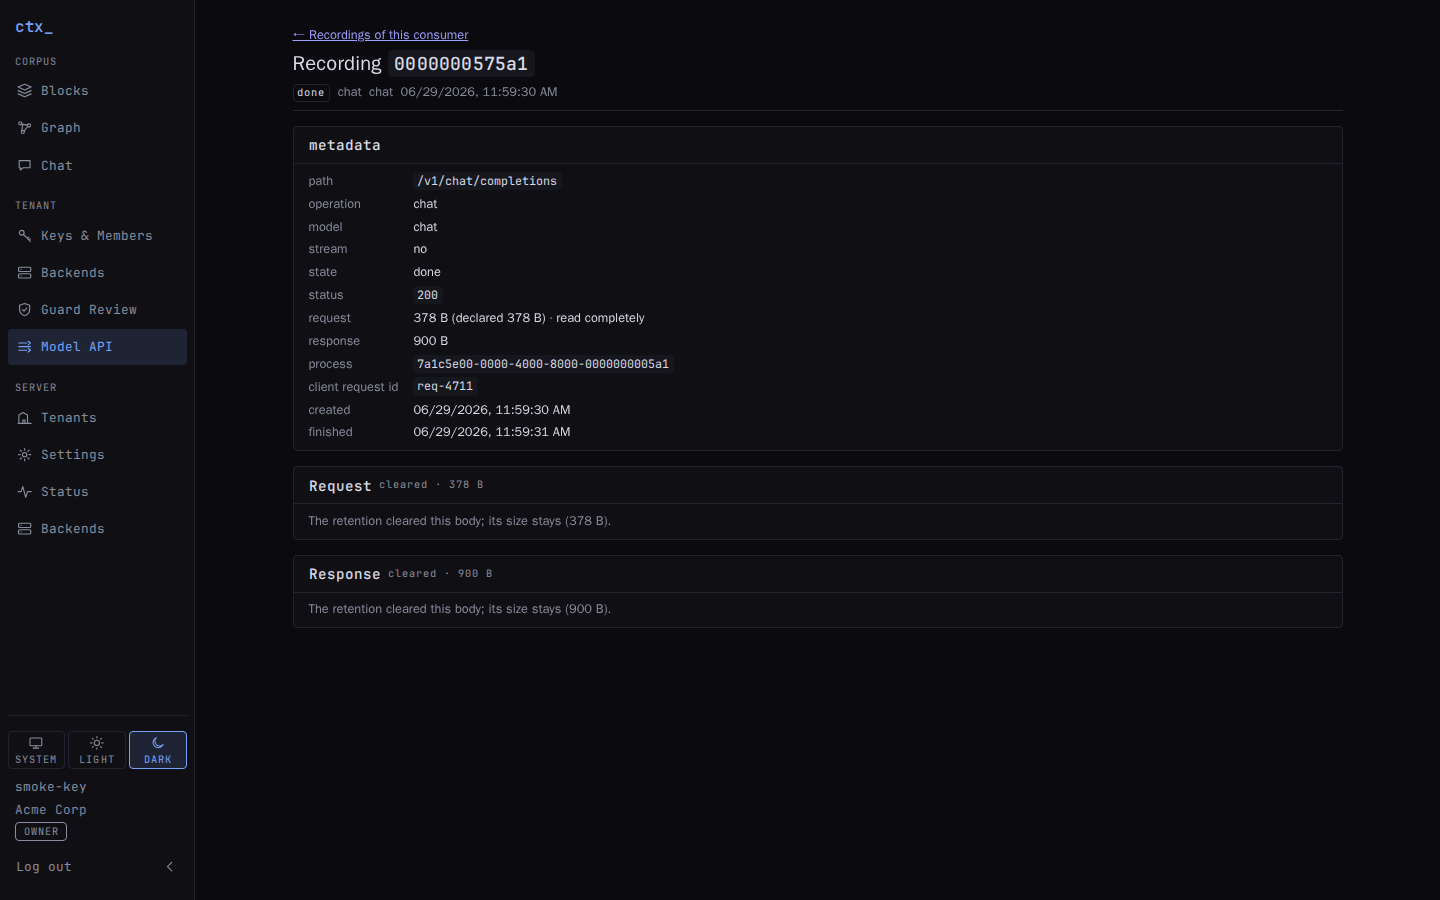 ctx_
CORPUS
Blocks
Graph
Chat
TENANT
Keys & Members
Backends
Guard Review
Model API
SERVER
Tenants
Settings
Status
Backends
SYSTEM LIGHT DARK
smoke-key
Acme Corp
OWNER
Log out
← Recordings of this consumer
Recording 0000000575a1
done chat chat 06/29/2026, 11:59:30 AM
metadata
path /v1/chat/completions
operation chat
model chat
stream no
state done
status 200
request 378 B (declared 378 B) · read completely
response 900 B
process 7a1c5e00-0000-4000-8000-0000000005a1
client request id req-4711
created 06/29/2026, 11:59:30 AM
finished 06/29/2026, 11:59:31 AM
Request cleared · 378 B
The retention cleared this body; its size stays (378 B).
Response cleared · 900 B
The retention cleared this body; its size stays (900 B).